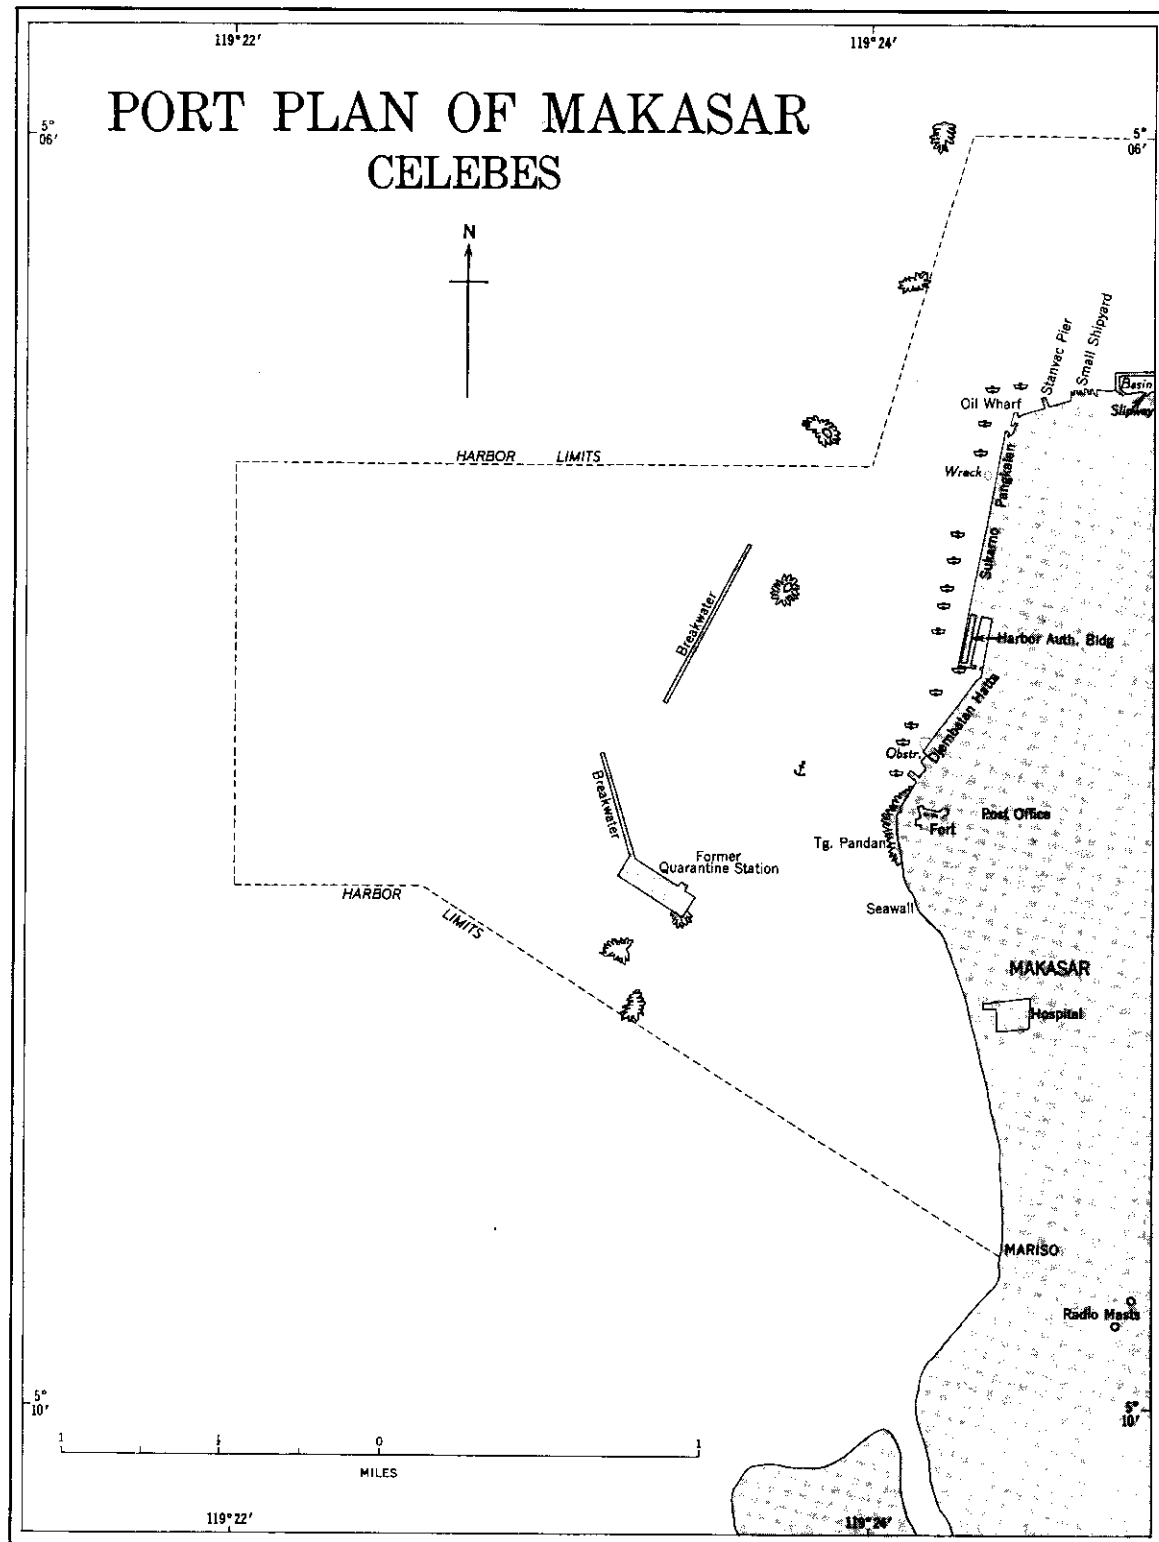 119°22'
119°24'
PORT PLAN OF MAKASAR
CELEBES
5°
06'
5°
06'
N
Stanvac Pier
Small Shipyard
Basin
Slipway
Oil Wharf
HARBOR LIMITS
Wreck
Sukarno Pangkalan
Breakwater
Harbor Auth. Bldg
Djembatan Hatta
Obstr.
Breakwater
Post Office
Fort
Tg. Pandan
Former
Quarantine Station
HARBOR
LIMITS
Seawall
MAKASAR
Hospital
MARISO
Radio Masts
5°
10'
5°
10'
1 ½ 0 1
MILES
119°22'
119°24'